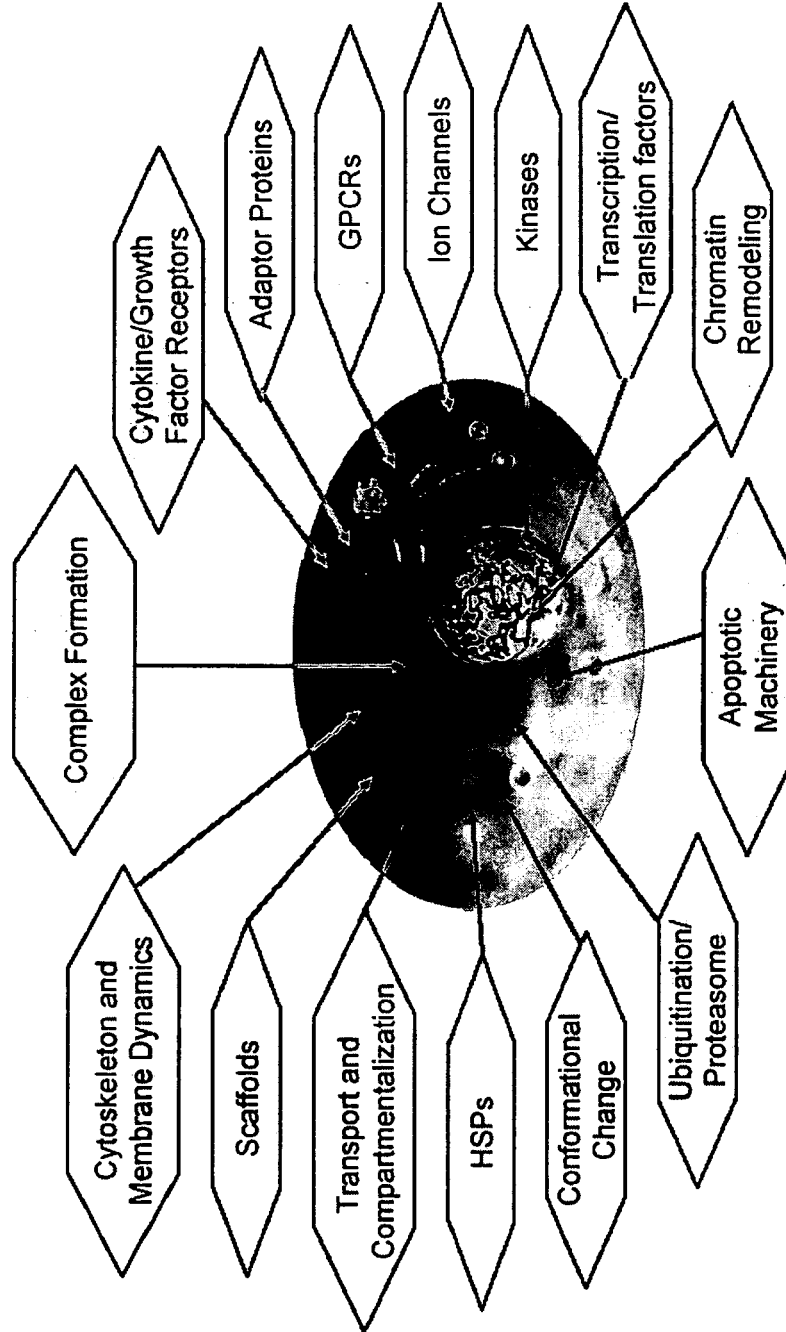 Complex Formation
Cytokine/Growth
Factor Receptors
Adaptor Proteins
GPCRs
Ion Channels
Kinases
Transcription/
Translation factors
Chromatin
Remodeling
Apoptotic
Machinery
Ubiquitination/
Proteasome
Conformational
Change
HSPs
Transport and
Compartmentalization
Scaffolds
Cytoskeleton and
Membrane Dynamics